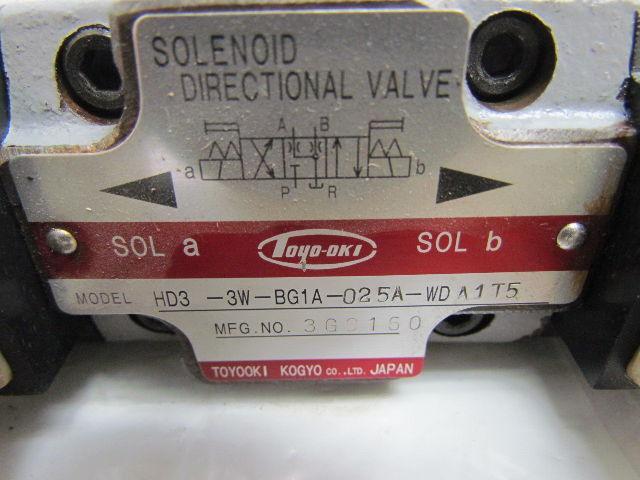 SOLENOID
DIRECTIONAL VALVE
A B
a b
P R
SOL a TOYO-OKI SOL b
MODEL HD3 -3W-BG1A-025A-WDA1T5
MFG.NO.
TOYOOKI KOGYO CO.,LTD. JAPAN